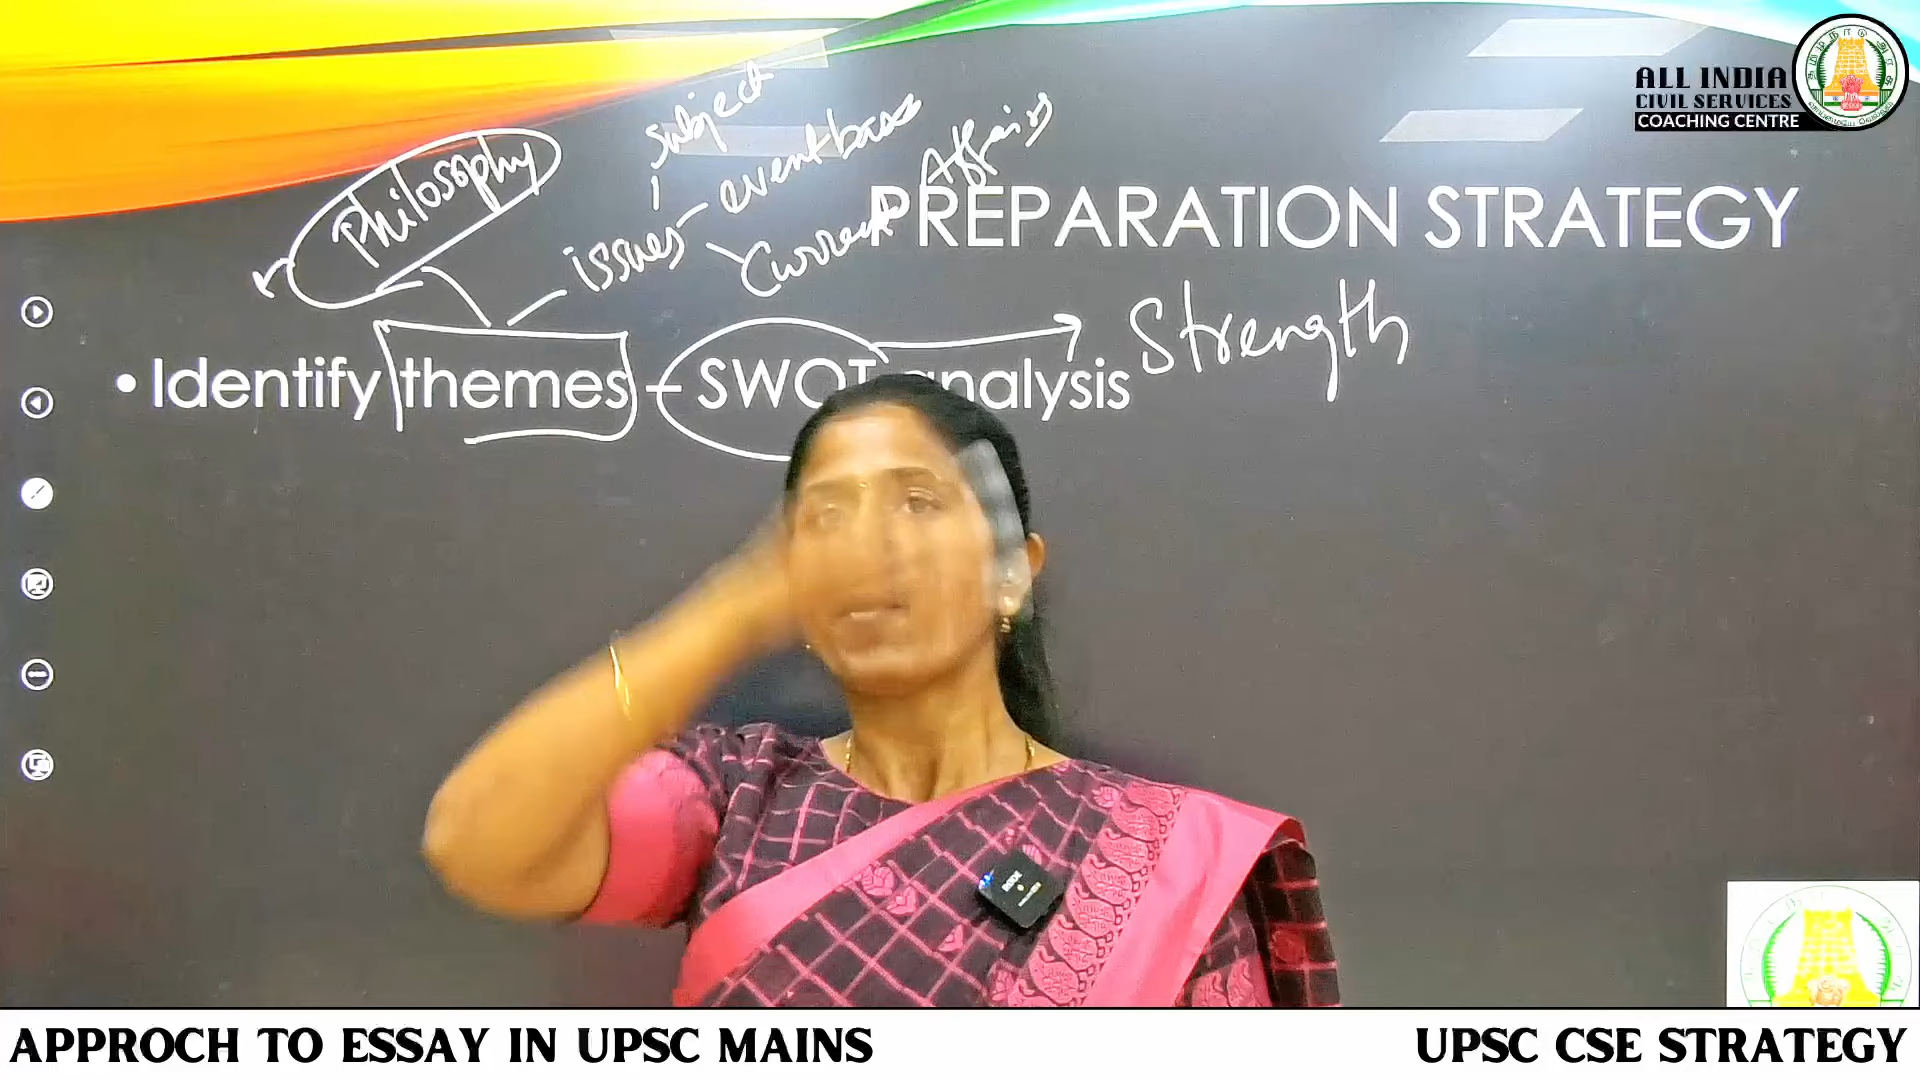 ALL INDIA
CIVIL SERVICES
COACHING CENTRE
subject
Philosophy
event base
Affairs
issues
Current
PREPARATION STRATEGY
Strength
• Identify themes – SWOT analysis
APPROCH TO ESSAY IN UPSC MAINS
UPSC CSE STRATEGY